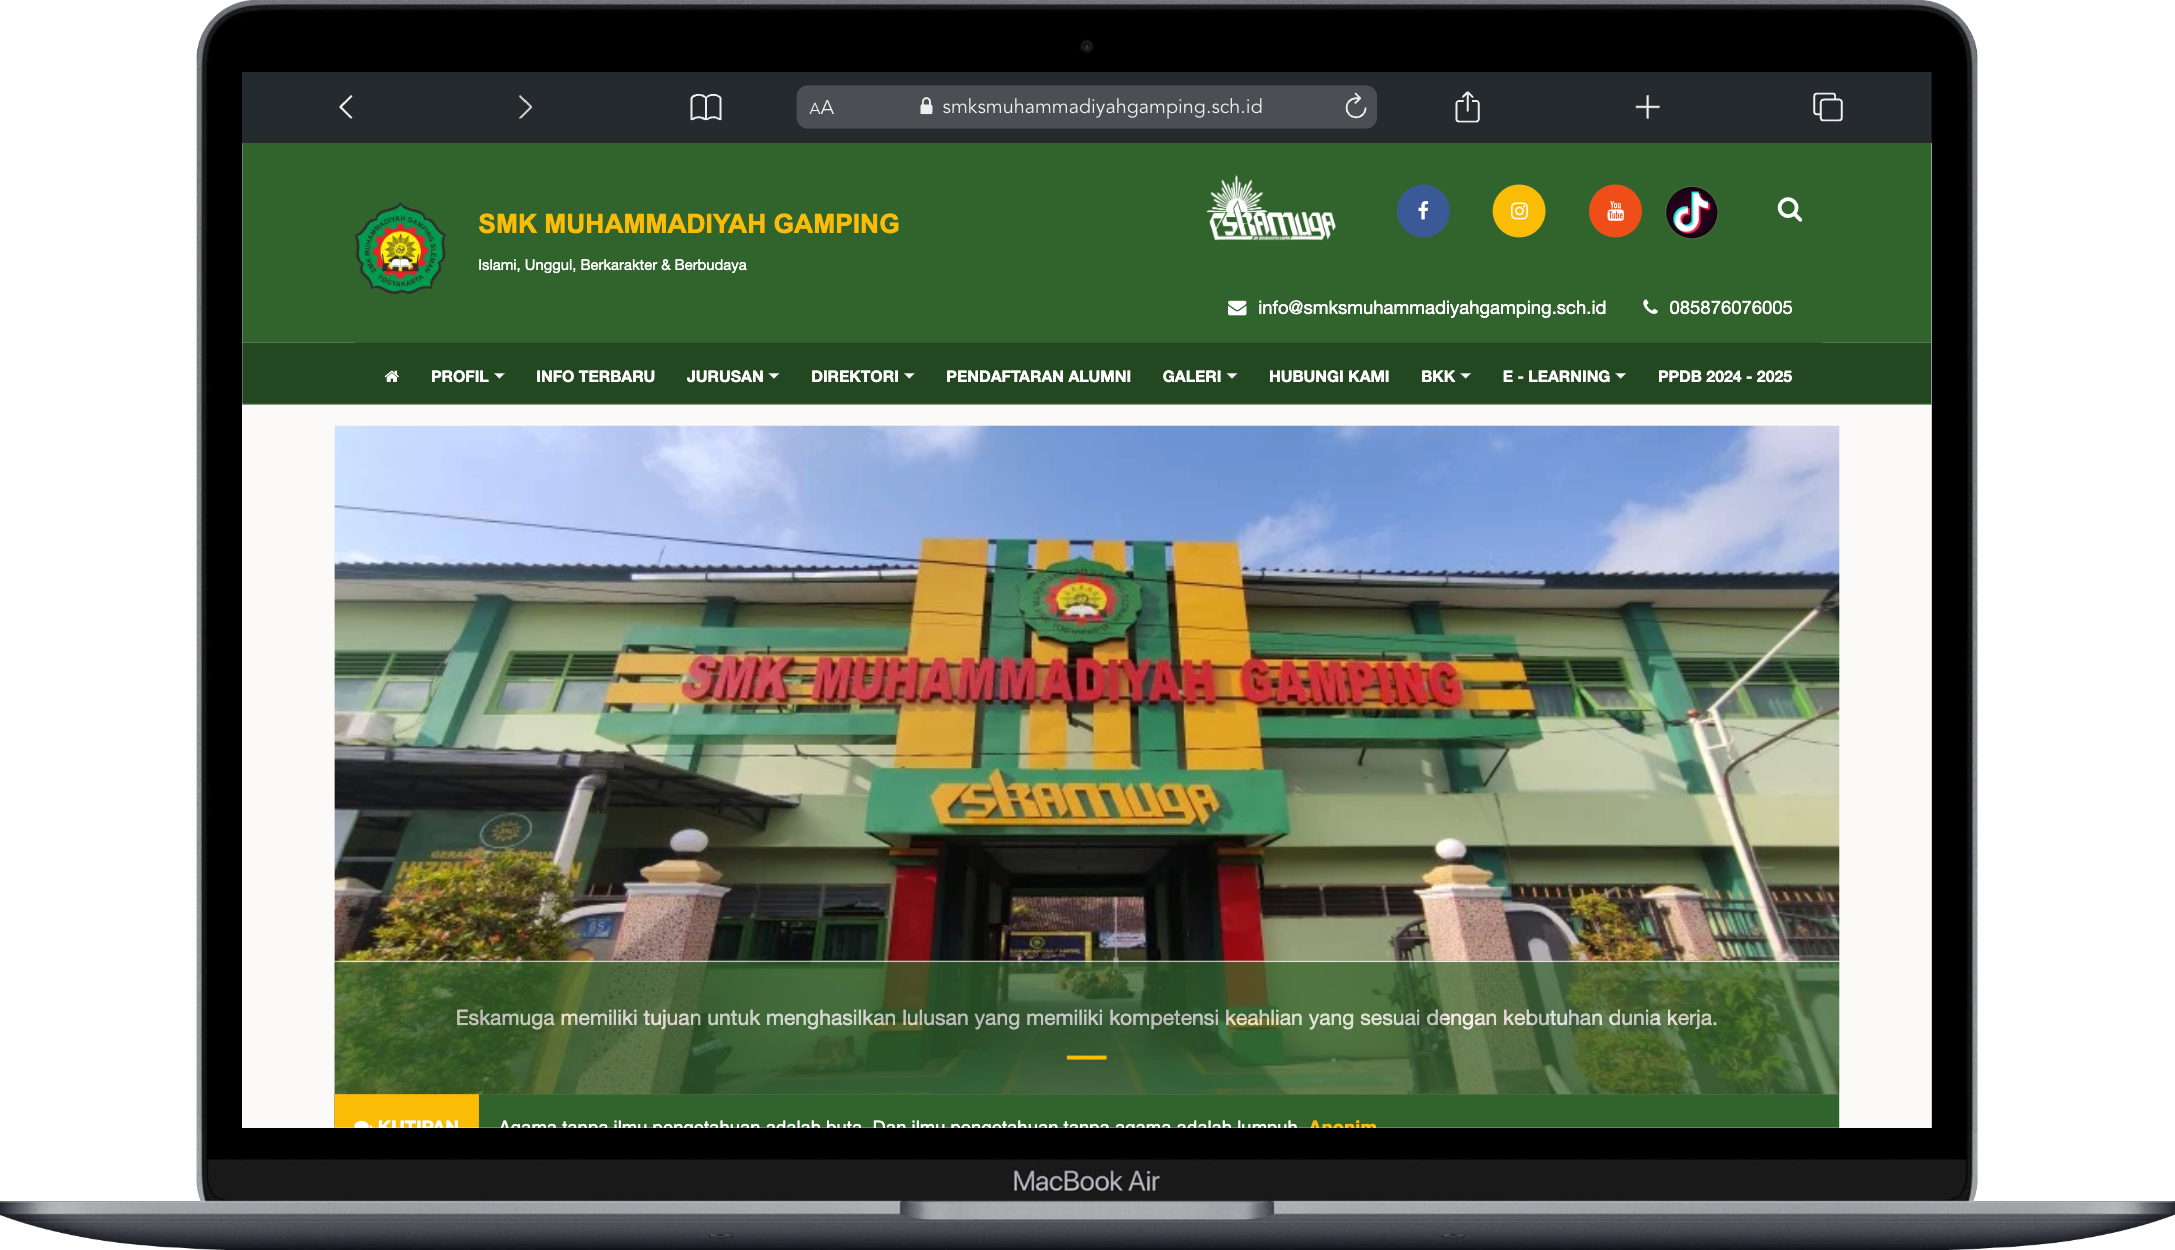 AA smksmuhammadiyahgamping.sch.id
SMK MUHAMMADIYAH GAMPING
Islami, Unggul, Berkarakter & Berbudaya
ESKAMUGA
You Tube
info@smksmuhammadiyahgamping.sch.id 085876076005
PROFIL INFO TERBARU JURUSAN DIREKTORI PENDAFTARAN ALUMNI GALERI HUBUNGI KAMI BKK E - LEARNING PPDB 2024 - 2025
SMK MUHAMMADIYAH GAMPING
ESKAMUGA
Eskamuga memiliki tujuan untuk menghasilkan lulusan yang memiliki kompetensi keahlian yang sesuai dengan kebutuhan dunia kerja.
KUTIPAN Agama tanpa ilmu pengetahuan adalah buta. Dan ilmu pengetahuan tanpa agama adalah lumpuh. Anonim
MacBook Air